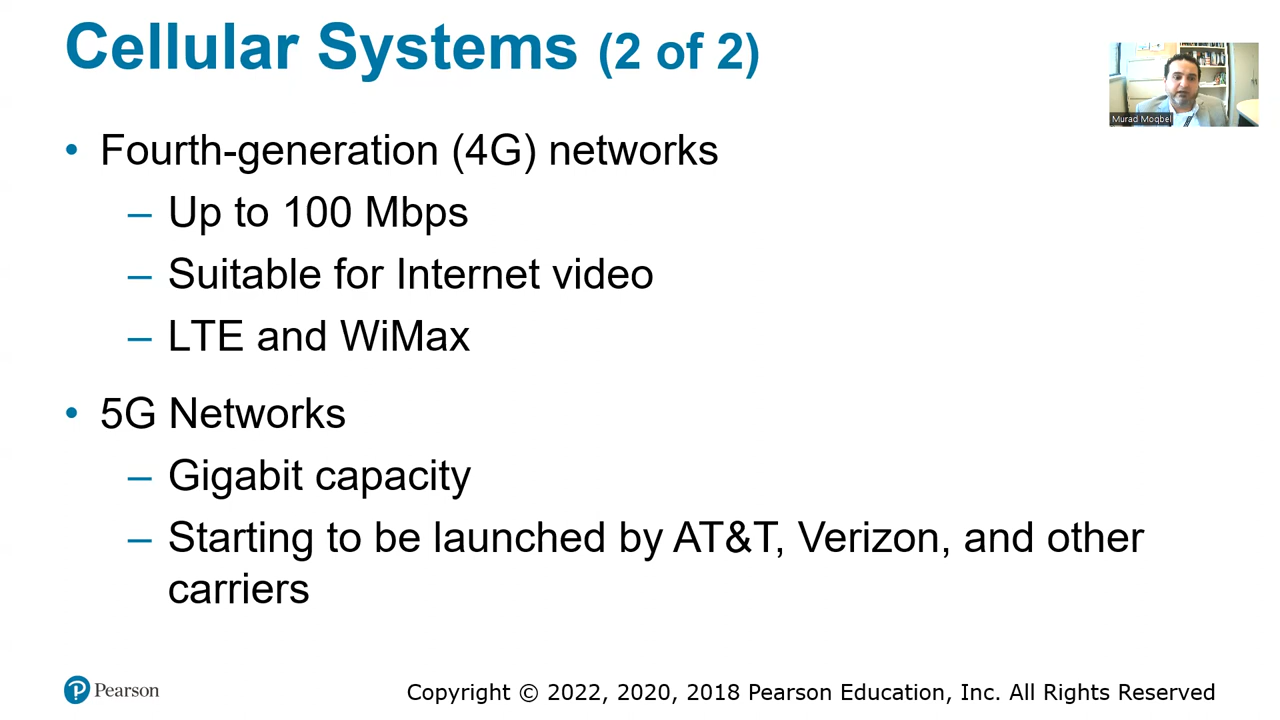 Cellular Systems (2 of 2)
Murad Moqbel
• Fourth-generation (4G) networks
– Up to 100 Mbps
– Suitable for Internet video
– LTE and WiMax
• 5G Networks
– Gigabit capacity
– Starting to be launched by AT&T, Verizon, and other
carriers
Pearson
Copyright © 2022, 2020, 2018 Pearson Education, Inc. All Rights Reserved